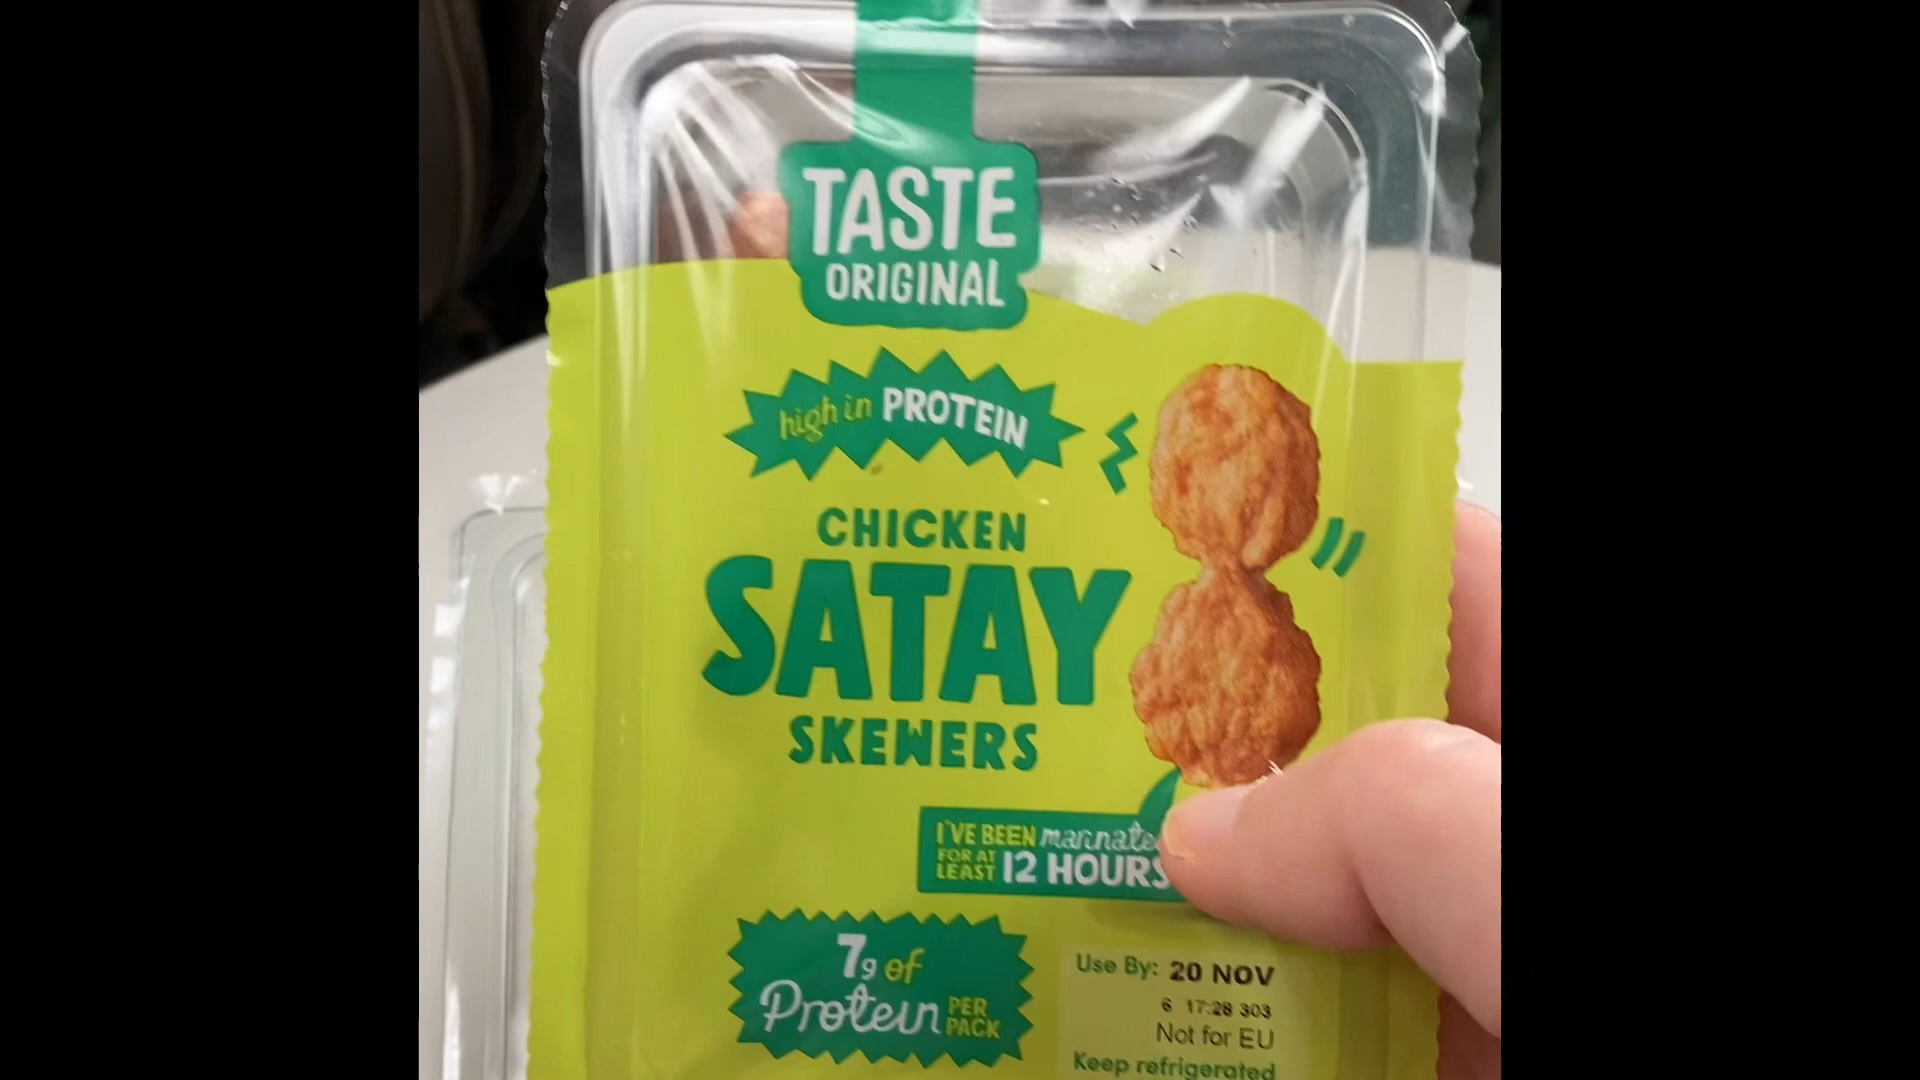 TASTE
ORIGINAL
high in PROTEIN
CHICKEN
SATAY
SKEWERS
I'VE BEEN marinated
FOR AT LEAST 12 HOURS
7g of
Protein PER PACK
Use By: 20 NOV
6 17:28 303
Not for EU
Keep refrigerated